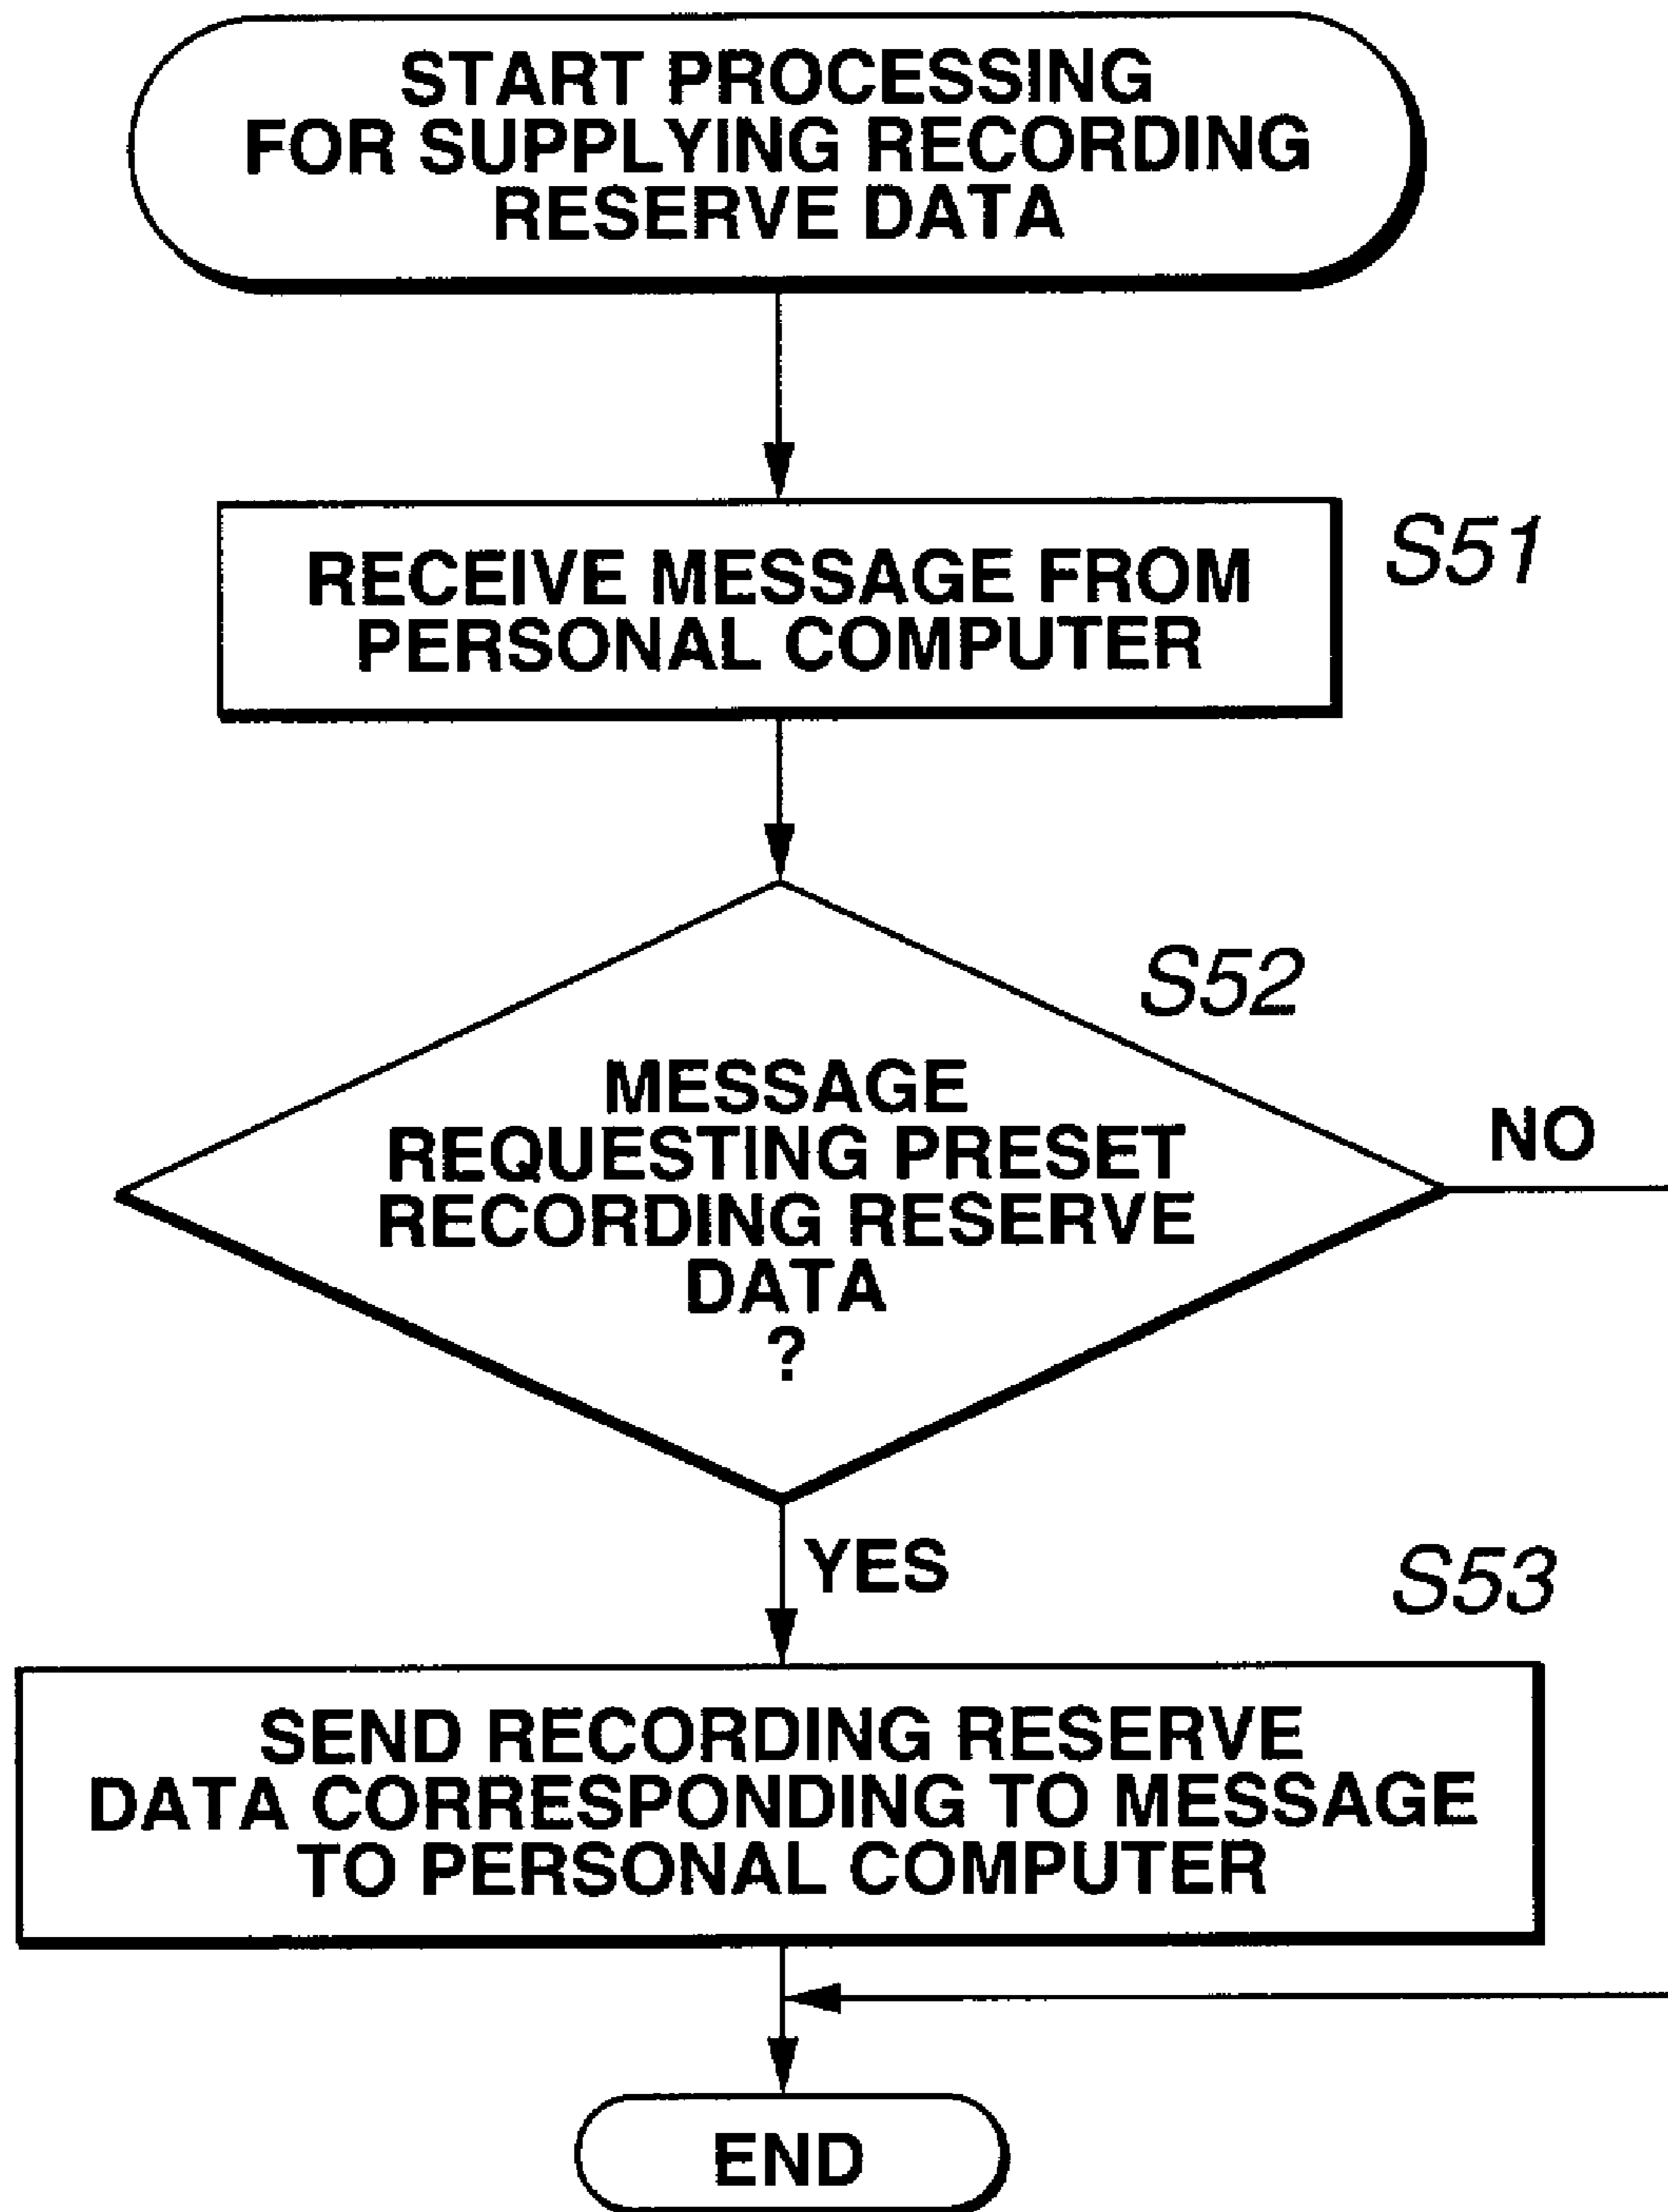 START PROCESSING
FOR SUPPLYING RECORDING
RESERVE DATA
RECEIVE MESSAGE FROM
PERSONAL COMPUTER
S51
S52
MESSAGE
REQUESTING PRESET
RECORDING RESERVE
DATA
?
NO
YES
S53
SEND RECORDING RESERVE
DATA CORRESPONDING TO MESSAGE
TO PERSONAL COMPUTER
END